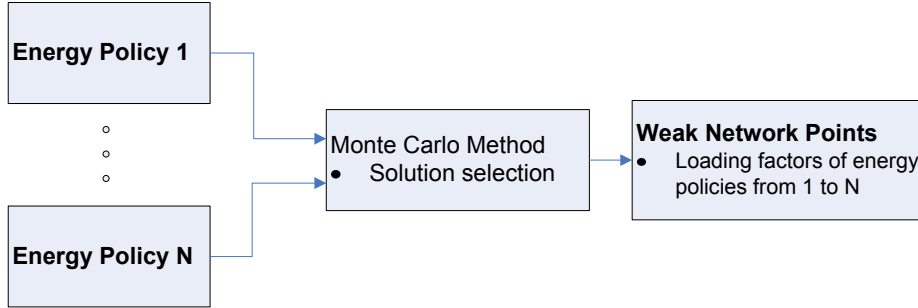 Energy Policy 1
Monte Carlo Method
• Solution selection
Weak Network Points
• Loading factors of energy
policies from 1 to N
Energy Policy N